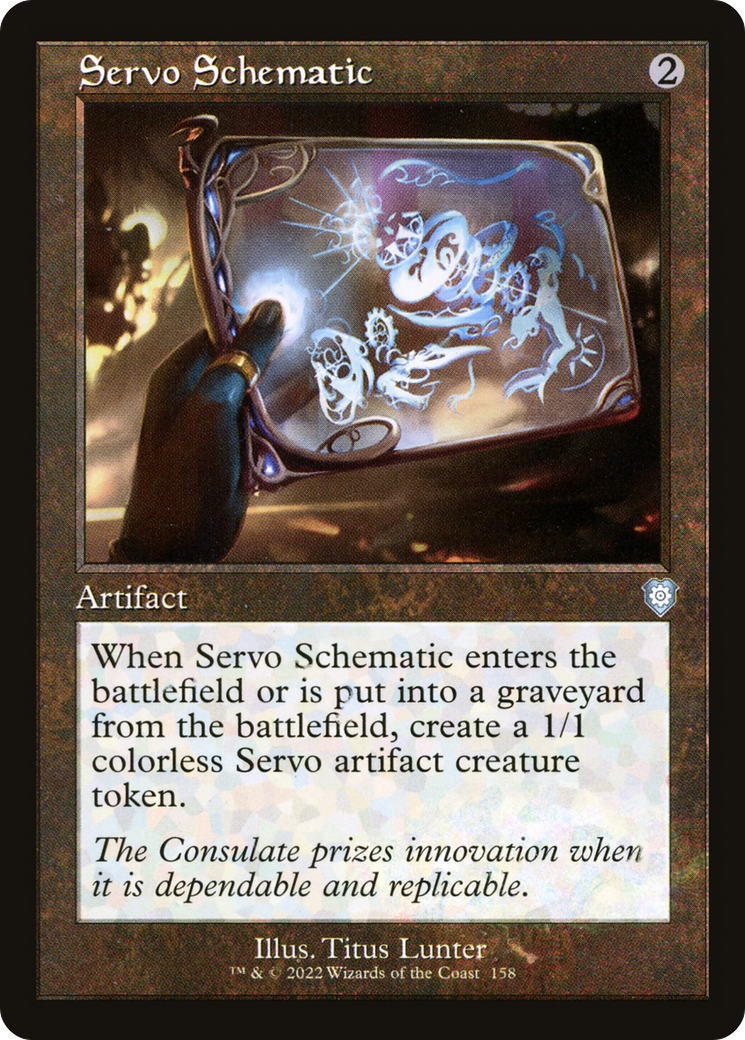 Servo Schematic 2
Artifact
When Servo Schematic enters the
battlefield or is put into a graveyard
from the battlefield, create a 1/1
colorless Servo artifact creature
token.
The Consulate prizes innovation when
it is dependable and replicable.
Illus. Titus Lunter
™ & © 2022 Wizards of the Coast 158